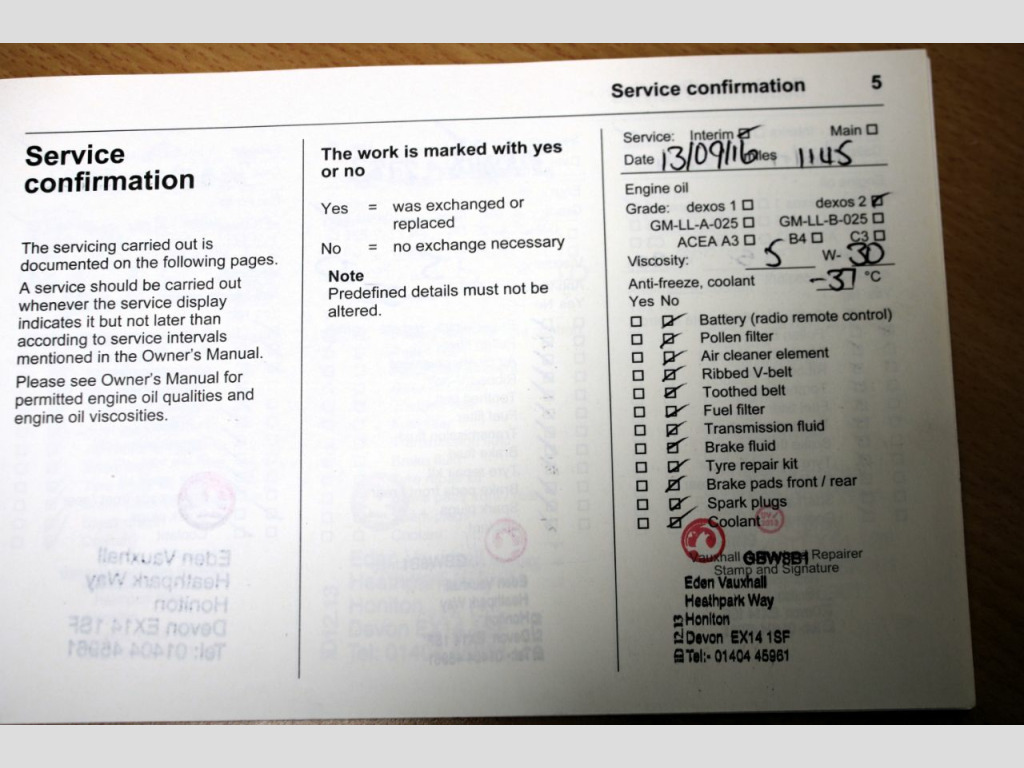 Service confirmation 5
Service
confirmation
The servicing carried out is
documented on the following pages.
A service should be carried out
whenever the service display
indicates it but not later than
according to service intervals
mentioned in the Owner's Manual.
Please see Owner's Manual for
permitted engine oil qualities and
engine oil viscosities.
The work is marked with yes
or no
Yes = was exchanged or
replaced
No = no exchange necessary
Note
Predefined details must not be
altered.
Service: Interim Main
Date 13/09/16 1145
Engine oil
Grade: dexos 1 dexos 2
GM-LL-A-025 GM-LL-B-025
ACEA A3 B4 C3
Viscosity: 5 W- 30
Anti-freeze, coolant -37 °C
Yes No
Battery (radio remote control)
Pollen filter
Air cleaner element
Ribbed V-belt
Toothed belt
Fuel filter
Transmission fluid
Brake fluid
Tyre repair kit
Brake pads front / rear
Spark plugs
Coolant
Vauxhall Repairer
Stamp and Signature
Eden Vauxhall
Heathpark Way
Honiton
Devon EX14 1SF
Tel:- 01404 45961